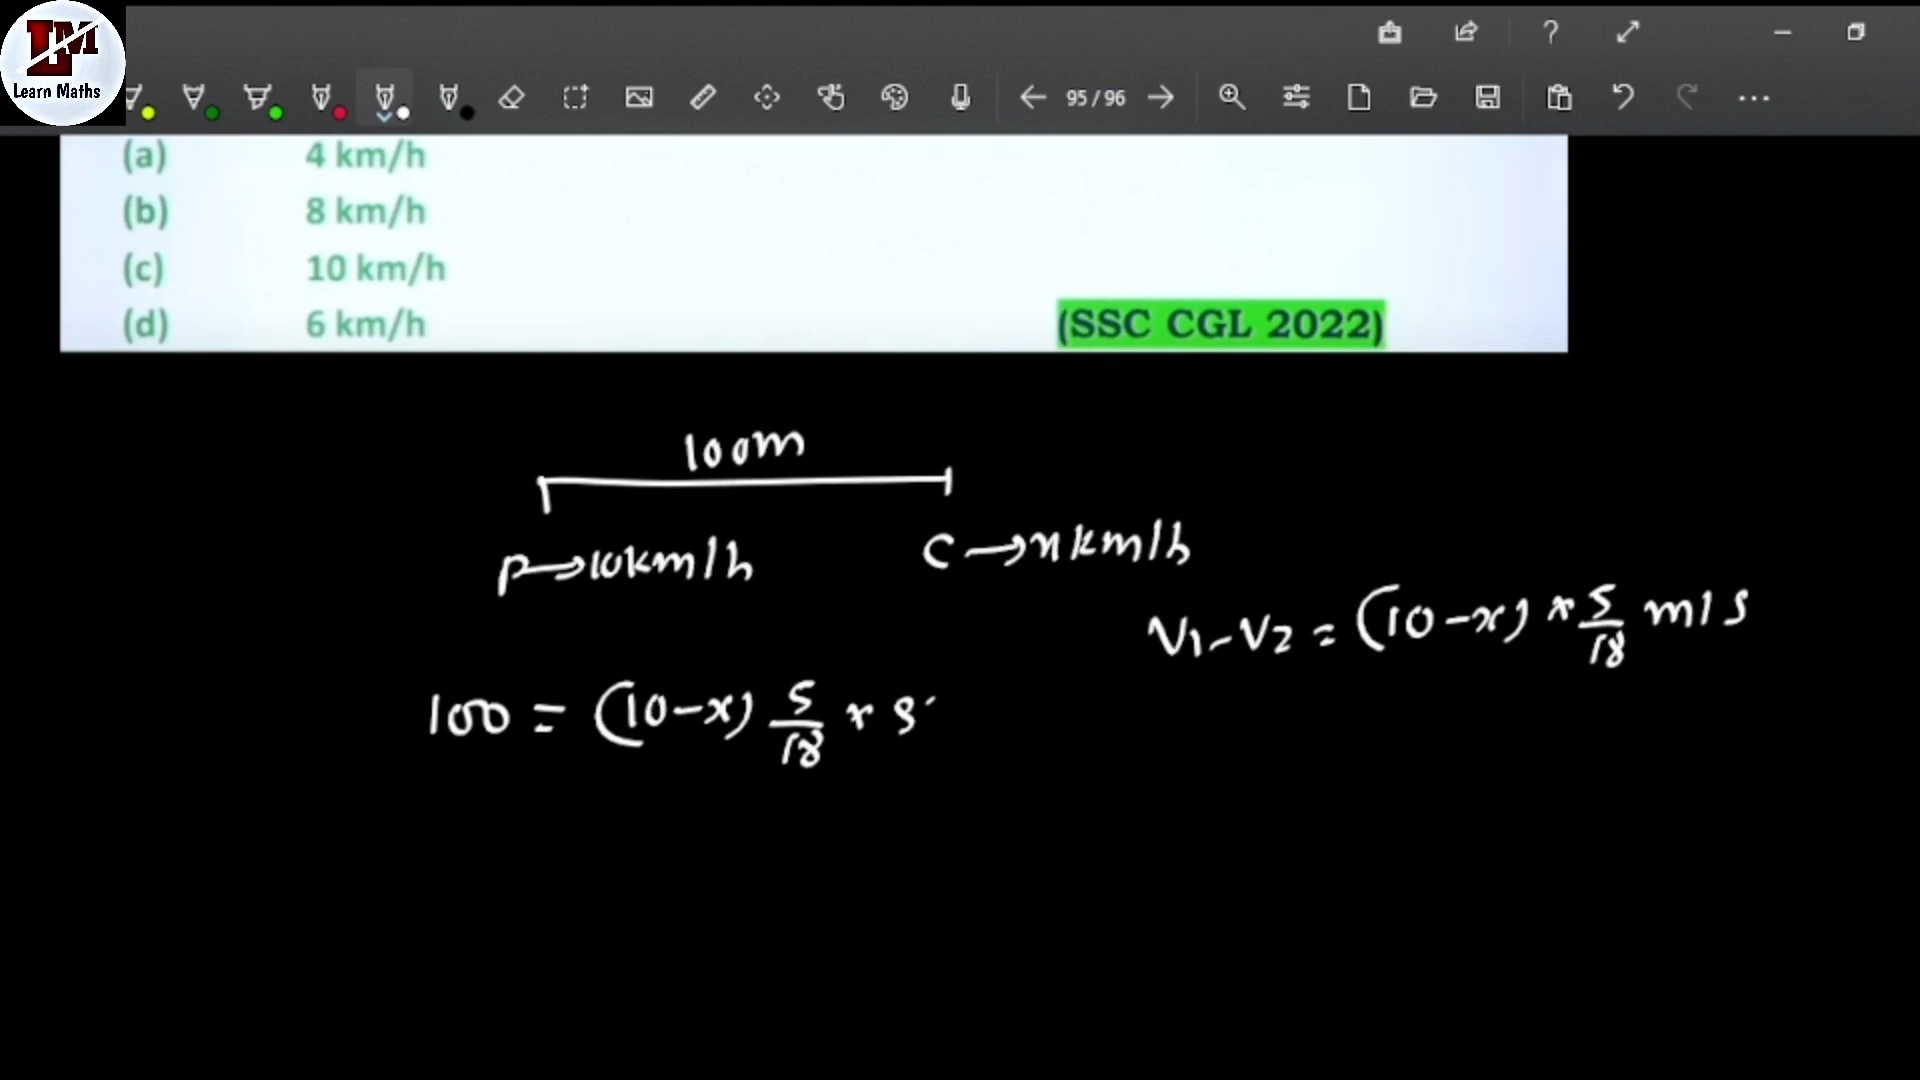 LM
Learn Maths
95 / 96
(a) 4 km/h
(b) 8 km/h
(c) 10 km/h
(d) 6 km/h
(SSC CGL 2022)
100m
P→10km/h C→xkm/h
V1-V2 = (10-x) * 5/18 m/s
100 = (10-x) 5/18 *